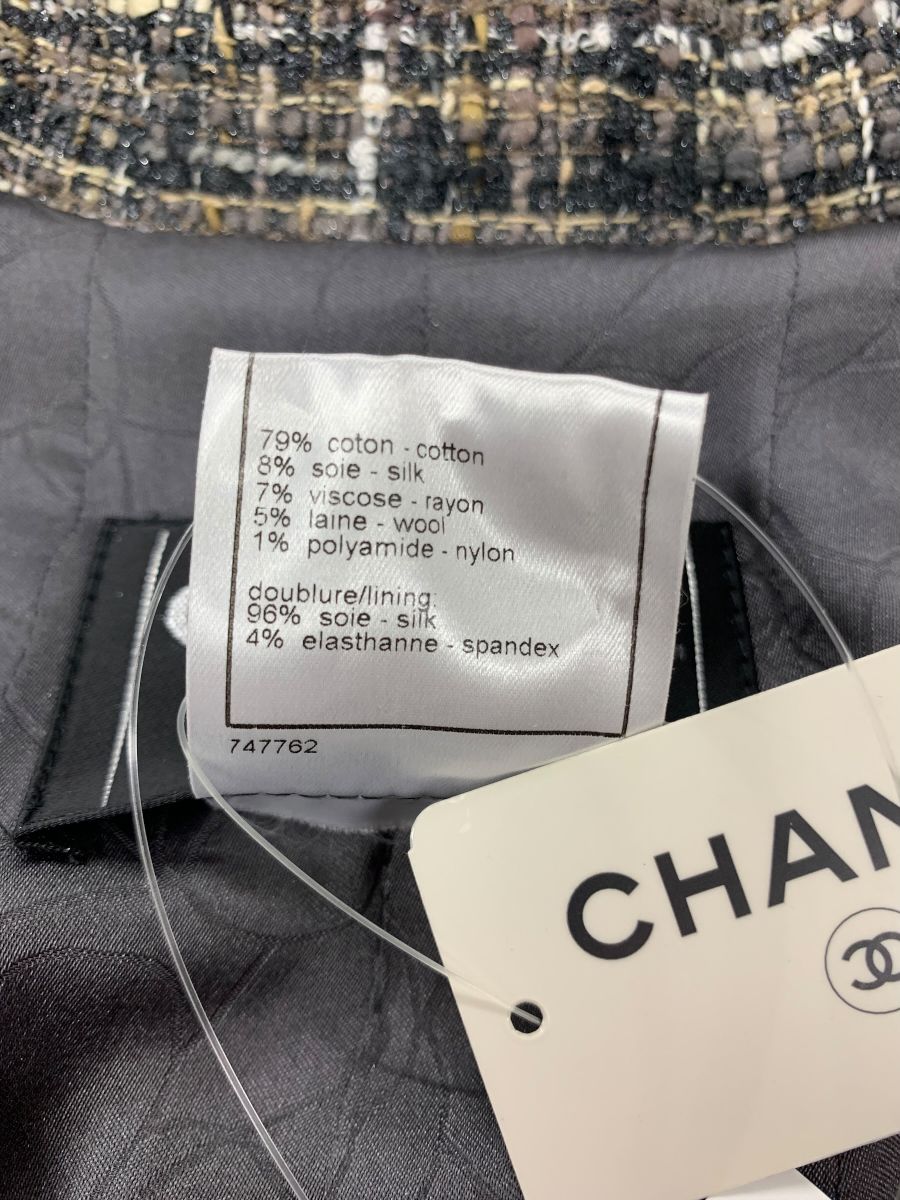 79% coton - cotton
8% soie - silk
7% viscose - rayon
5% laine - wool
1% polyamide - nylon
doublure/lining:
96% soie - silk
4% elasthanne - spandex
747762
CHAN